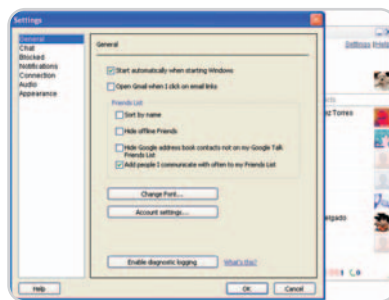 Settings
General
Chat
Blocked
Notifications
Connection
Audio
Appearance
General
Start automatically when starting Windows
Open Gmail when I click on email links
Friends List
Sort by name
Hide offline Friends
Hide Google address book contacts not on my Google Talk
Friends List
Add people I communicate with often to my Friends List
Change Font...
Account settings...
Enable diagnostic logging
What's this?
Help
OK
Cancel
Settings
Torres
elgado